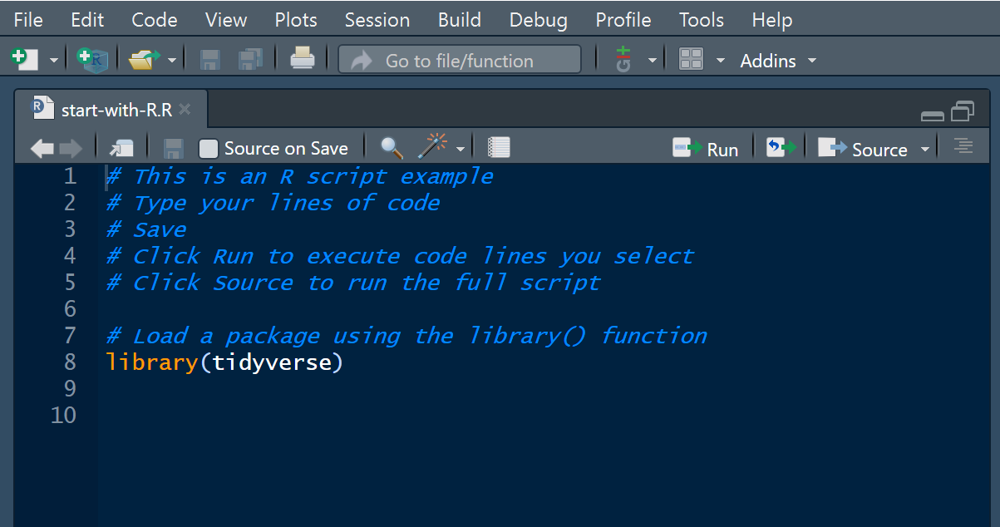 File Edit Code View Plots Session Build Debug Profile Tools Help
Go to file/function Git Addins
start-with-R.R
Source on Save Run Source
1 # This is an R script example
2 # Type your lines of code
3 # Save
4 # Click Run to execute code lines you select
5 # Click Source to run the full script
6
7 # Load a package using the library() function
8 library(tidyverse)
9
10